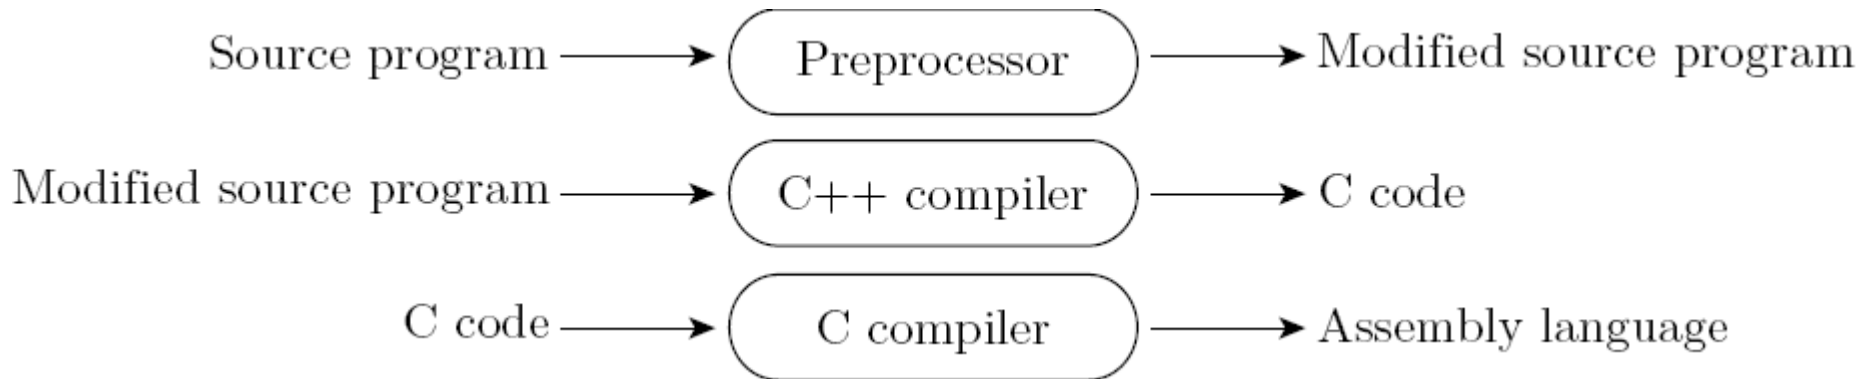 Source program Preprocessor Modified source program
Modified source program C++ compiler C code
C code C compiler Assembly language